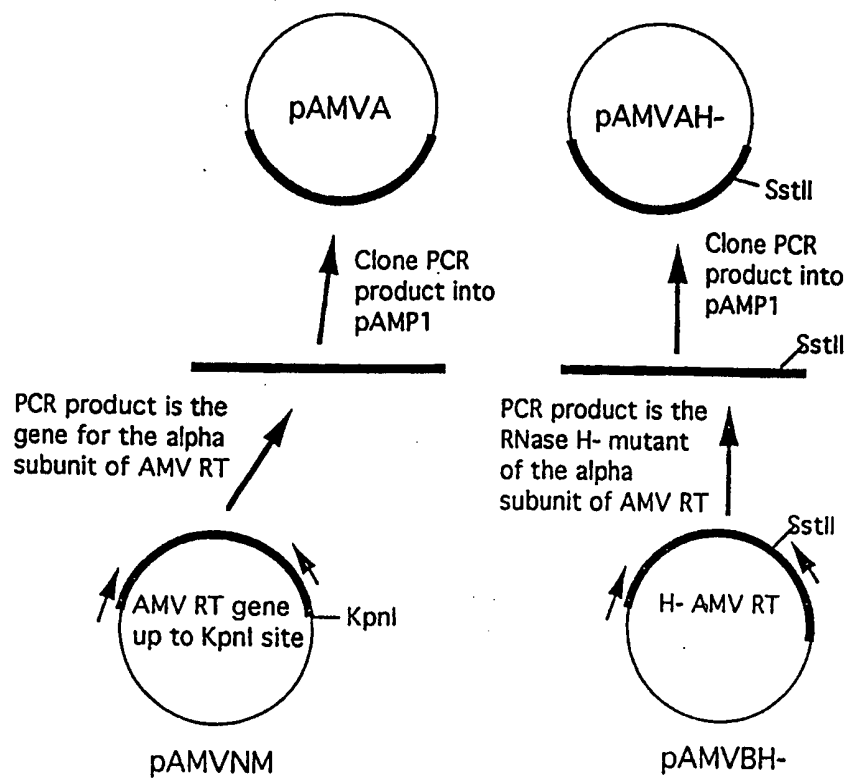 pAMVA
pAMVAH-
SstII
Clone PCR
product into
pAMP1
Clone PCR
product into
pAMP1
SstII
PCR product is the
gene for the alpha
subunit of AMV RT
PCR product is the
RNase H- mutant
of the alpha
subunit of AMV RT
SstII
AMV RT gene
up to KpnI site
KpnI
H- AMV RT
pAMVNM
pAMVBH-